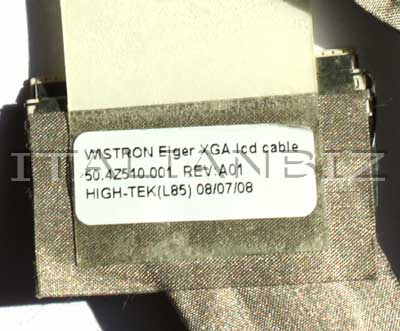 WISTRON Eiger XGA lcd cable
50.4Z510.001 REV:A01
HIGH-TEK(L85) 08/07/08
ITALIANBIZ